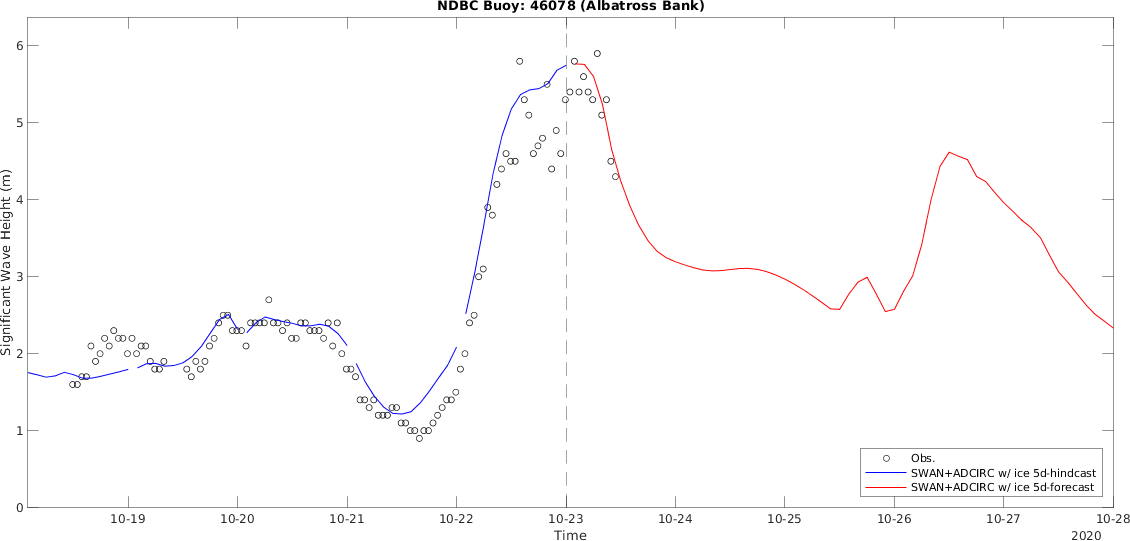 NDBC Buoy: 46078 (Albatross Bank)
Significant Wave Height (m)
6
5
4
3
2
1
0
Obs.
SWAN+ADCIRC w/ ice 5d-hindcast
SWAN+ADCIRC w/ ice 5d-forecast
10-19 10-20 10-21 10-22 10-23 10-24 10-25 10-26 10-27 10-28
Time 2020